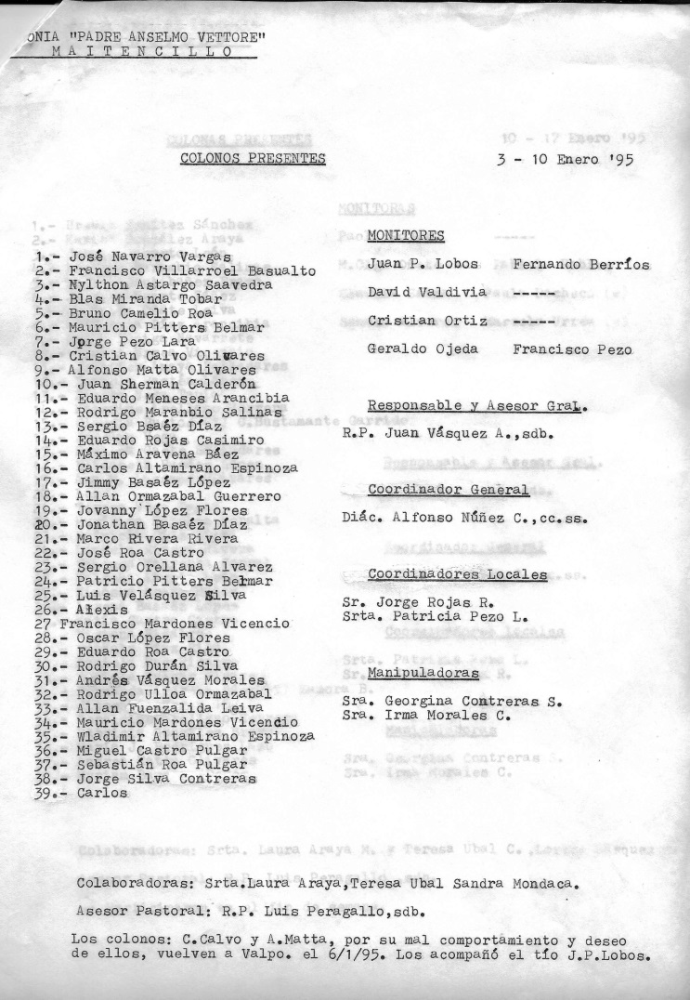 ONIA "PADRE ANSELMO VETTORE"
M A I T E N C I L L O
COLONOS PRESENTES
3 - 10 Enero '95
1.- José Navarro Vargas
2.- Francisco Villarroel Basualto
3.- Nylthon Astargo Saavedra
4.- Blas Miranda Tobar
5.- Bruno Camelio Roa
6.- Mauricio Pitters Belmar
7.- Jorge Pezo Lara
8.- Cristian Calvo Olivares
9.- Alfonso Matta Olivares
10.- Juan Sherman Calderón
11.- Eduardo Meneses Arancibia
12.- Rodrigo Maranbio Salinas
13.- Sergio Bsaéz Díaz
14.- Eduardo Rojas Casimiro
15.- Máximo Aravena Báez
16.- Carlos Altamirano Espinoza
17.- Jimmy Basaéz López
18.- Allan Ormazabal Guerrero
19.- Jovanny López Flores
20.- Jonathan Basaéz Díaz
21.- Marco Rivera Rivera
22.- José Roa Castro
23.- Sergio Orellana Alvarez
24.- Patricio Pitters Belmar
25.- Luis Velásquez Silva
26.- Alexis
27 Francisco Mardones Vicencio
28.- Oscar López Flores
29.- Eduardo Roa Castro
30.- Rodrigo Durán Silva
31.- Andrés Vásquez Morales
32.- Rodrigo Ulloa Ormazabal
33.- Allan Fuenzalida Leiva
34.- Mauricio Mardones Vicencio
35.- Wladimir Altamirano Espinoza
36.- Miguel Castro Pulgar
37.- Sebastián Roa Pulgar
38.- Jorge Silva Contreras
39.- Carlos
MONITORES
Juan P. Lobos Fernando Berríos
David Valdivia -----
Cristian Ortiz -----
Geraldo Ojeda Francisco Pezo
Responsable y Asesor GraL.
R.P. Juan Vásquez A.,sdb.
Coordinador General
Diác. Alfonso Núñez C.,cc.ss.
Coordinadores Locales
Sr. Jorge Rojas R.
Srta. Patricia Pezo L.
Manipuladoras
Sra. Georgina Contreras S.
Sra. Irma Morales C.
Colaboradoras: Srta.Laura Araya,Teresa Ubal Sandra Mondaca.
Asesor Pastoral: R.P. Luis Peragallo,sdb.
Los colonos: C.Calvo y A.Matta, por su mal comportamiento y deseo
de ellos, vuelven a Valpo. el 6/1/95. Los acompañó el tío J.P.Lobos.